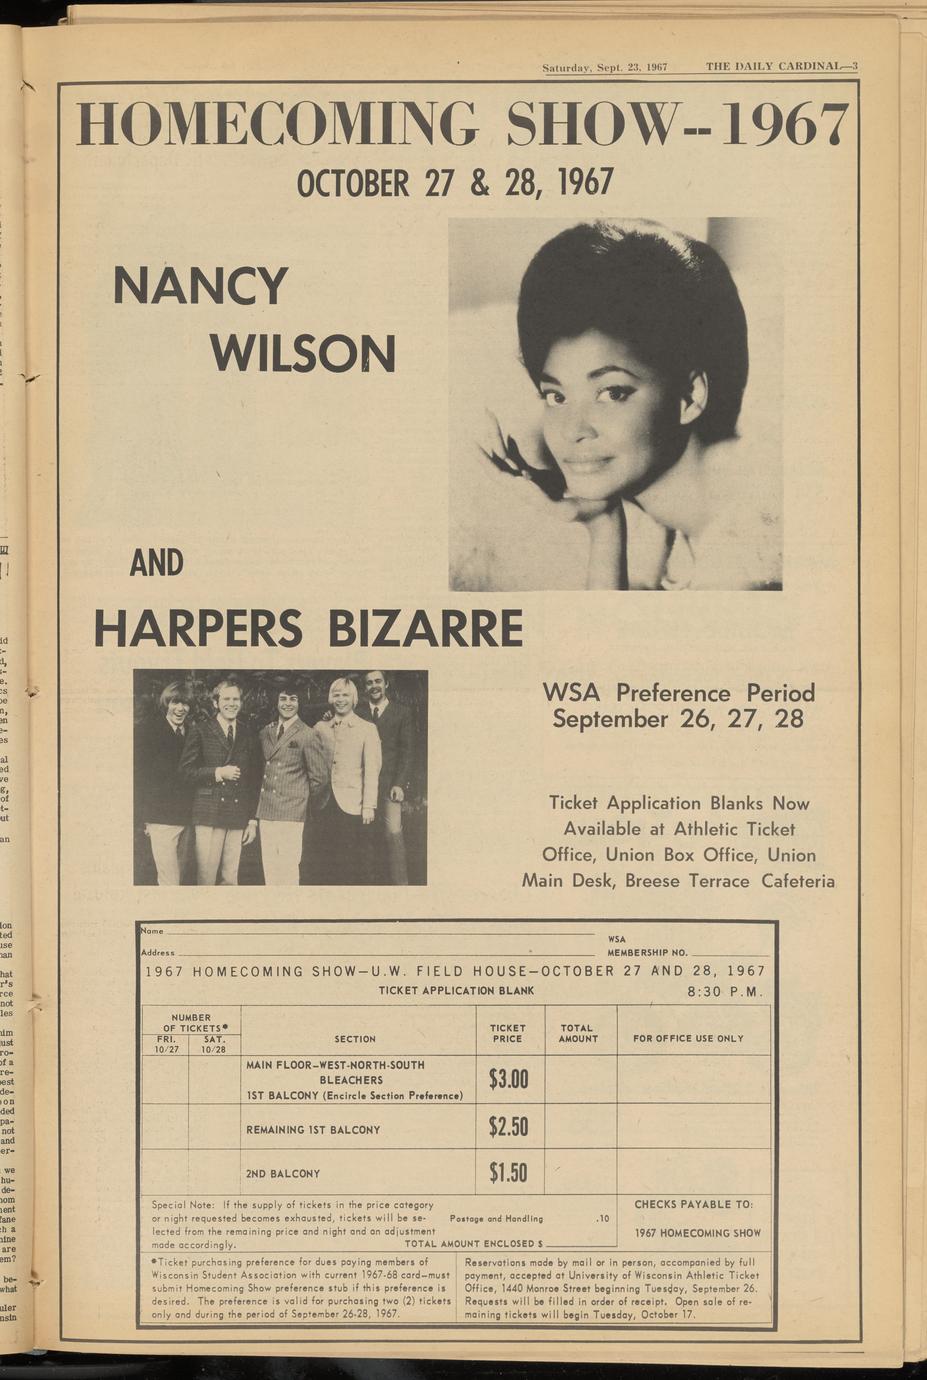 Saturday, Sept. 23, 1967 THE DAILY CARDINAL—3
HOMECOMING SHOW--1967
OCTOBER 27 & 28, 1967
NANCY
WILSON
AND
HARPERS BIZARRE
WSA Preference Period
September 26, 27, 28
Ticket Application Blanks Now
Available at Athletic Ticket
Office, Union Box Office, Union
Main Desk, Breese Terrace Cafeteria
Name
Address
WSA
MEMBERSHIP NO.
1967 HOMECOMING SHOW—U.W. FIELD HOUSE—OCTOBER 27 AND 28, 1967
TICKET APPLICATION BLANK 8:30 P.M.
NUMBER
OF TICKETS*
FRI.
10/27
SAT.
10/28
SECTION
TICKET
PRICE
TOTAL
AMOUNT
FOR OFFICE USE ONLY
MAIN FLOOR—WEST-NORTH-SOUTH
BLEACHERS
1ST BALCONY (Encircle Section Preference)
$3.00
REMAINING 1ST BALCONY
$2.50
2ND BALCONY
$1.50
Special Note: If the supply of tickets in the price category
or night requested becomes exhausted, tickets will be se-
lected from the remaining price and night and an adjustment
made accordingly.
Postage and Handling .10
TOTAL AMOUNT ENCLOSED $
CHECKS PAYABLE TO:
1967 HOMECOMING SHOW
*Ticket purchasing preference for dues paying members of
Wisconsin Student Association with current 1967-68 card—must
submit Homecoming Show preference stub if this preference is
desired. The preference is valid for purchasing two (2) tickets
only and during the period of September 26-28, 1967.
Reservations made by mail or in person, accompanied by full
payment, accepted at University of Wisconsin Athletic Ticket
Office, 1440 Monroe Street beginning Tuesday, September 26.
Requests will be filled in order of receipt. Open sale of re-
maining tickets will begin Tuesday, October 17.